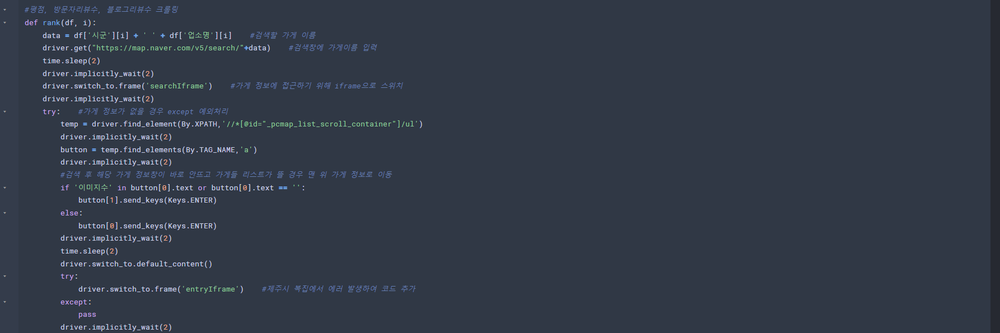 #평점, 방문자리뷰수, 블로그리뷰수 크롤링
def rank(df, i):
    data = df['시군'][i] + ' ' + df['업소명'][i]    #검색할 가게 이름
    driver.get("https://map.naver.com/v5/search/"+data)    #검색창에 가게이름 입력
    time.sleep(2)
    driver.implicitly_wait(2)
    driver.switch_to.frame('searchIframe')    #가게 정보에 접근하기 위해 iframe으로 스위치
    driver.implicitly_wait(2)
    try:    #가게 정보가 없을 경우 except 예외처리
        temp = driver.find_element(By.XPATH,'//*[@id="_pcmap_list_scroll_container"]/ul')
        driver.implicitly_wait(2)
        button = temp.find_elements(By.TAG_NAME,'a')
        driver.implicitly_wait(2)
        #검색 후 해당 가게 정보창이 바로 안뜨고 가게들 리스트가 뜰 경우 맨 위 가게 정보로 이동
        if '이미지수' in button[0].text or button[0].text == '':
            button[1].send_keys(Keys.ENTER)
        else:
            button[0].send_keys(Keys.ENTER)
        driver.implicitly_wait(2)
        time.sleep(2)
        driver.switch_to.default_content()
        try:
            driver.switch_to.frame('entryIframe')    #제주시 복집에서 에러 발생하여 코드 추가
        except:
            pass
        driver.implicitly_wait(2)